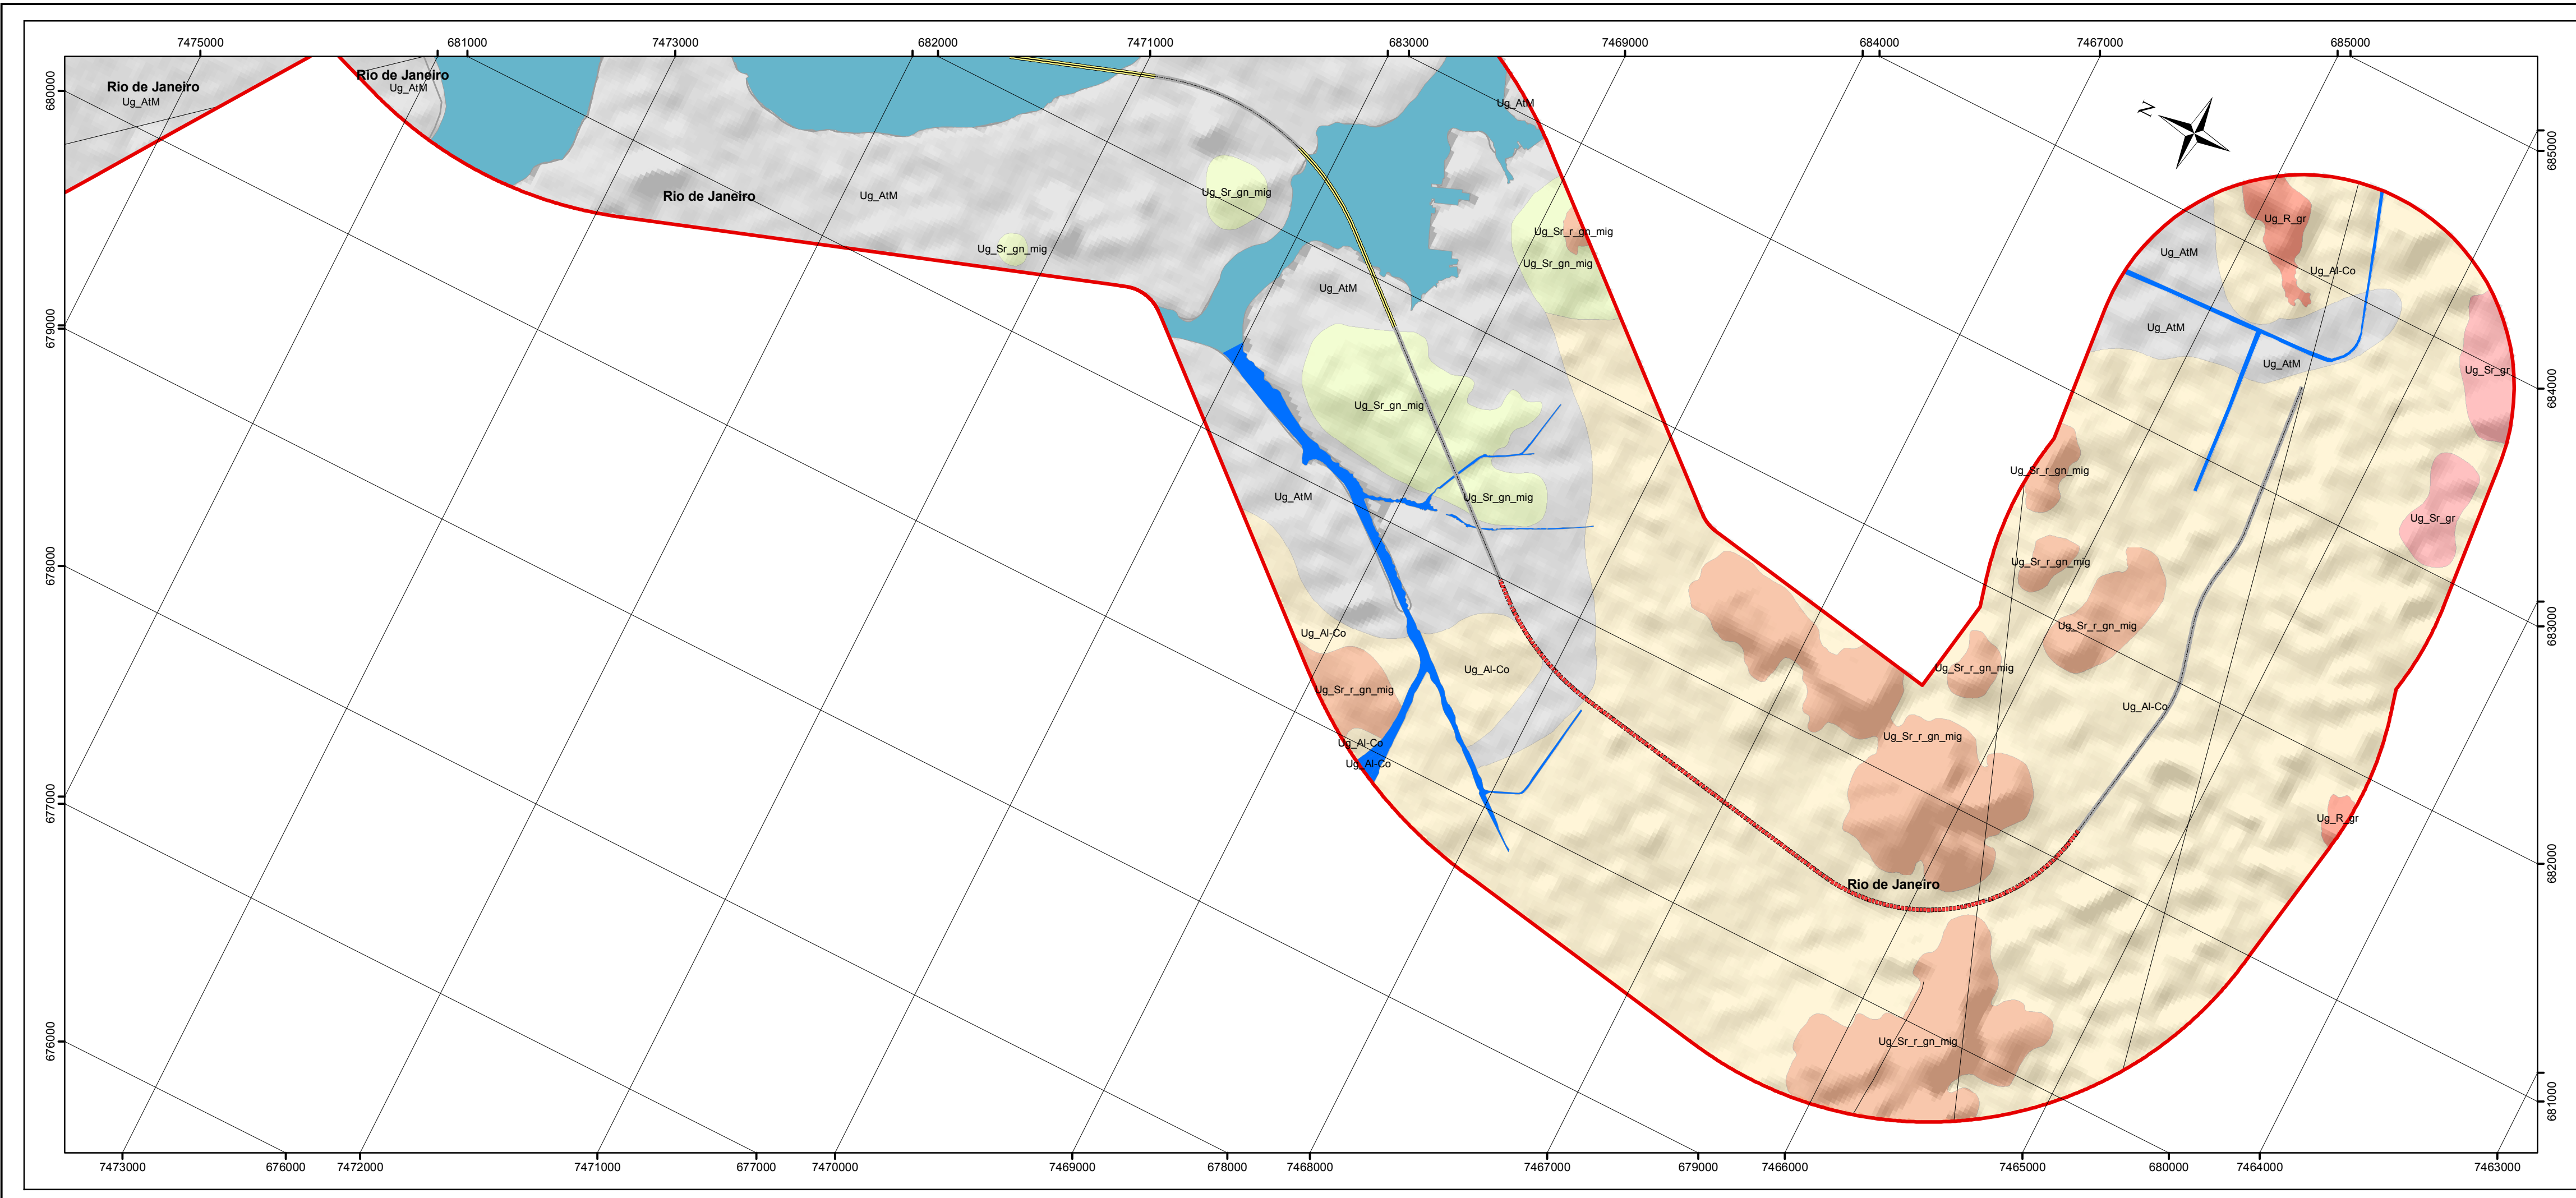 7475000
681000
7473000
682000
7471000
683000
7469000
684000
7467000
685000
680000
679000
678000
677000
676000
Rio de Janeiro
Ug_AtM
Rio de Janeiro
Ug_AtM
Ug_AtM
N
Rio de Janeiro
Ug_AtM
Ug_Sr_gn_mig
Ug_Sr_gn_mig
Ug_Sr_r_gn_mig
Ug_Sr_gn_mig
Ug_AtM
Ug_R_gr
Ug_AtM
Ug_Al-Co
Ug_AtM
Ug_AtM
Ug_Sr_gr
Ug_Sr_gn_mig
Ug_Sr_gn_mig
Ug_AtM
Ug_Sr_r_gn_mig
Ug_Sr_gr
Ug_Sr_r_gn_mig
Ug_Sr_r_gn_mig
Ug_Al-Co
Ug_Al-Co
Ug_Sr_r_gn_mig
Ug_Sr_r_gn_mig
Ug_Al-Co
Ug_Sr_r_gn_mig
Ug_Al-Co
Ug_Al-Co
Ug_R_gr
Rio de Janeiro
Ug_Sr_r_gn_mig
685000
684000
683000
682000
681000
7473000
676000
7472000
7471000
677000
7470000
7469000
678000
7468000
7467000
679000
7466000
7465000
680000
7464000
7463000